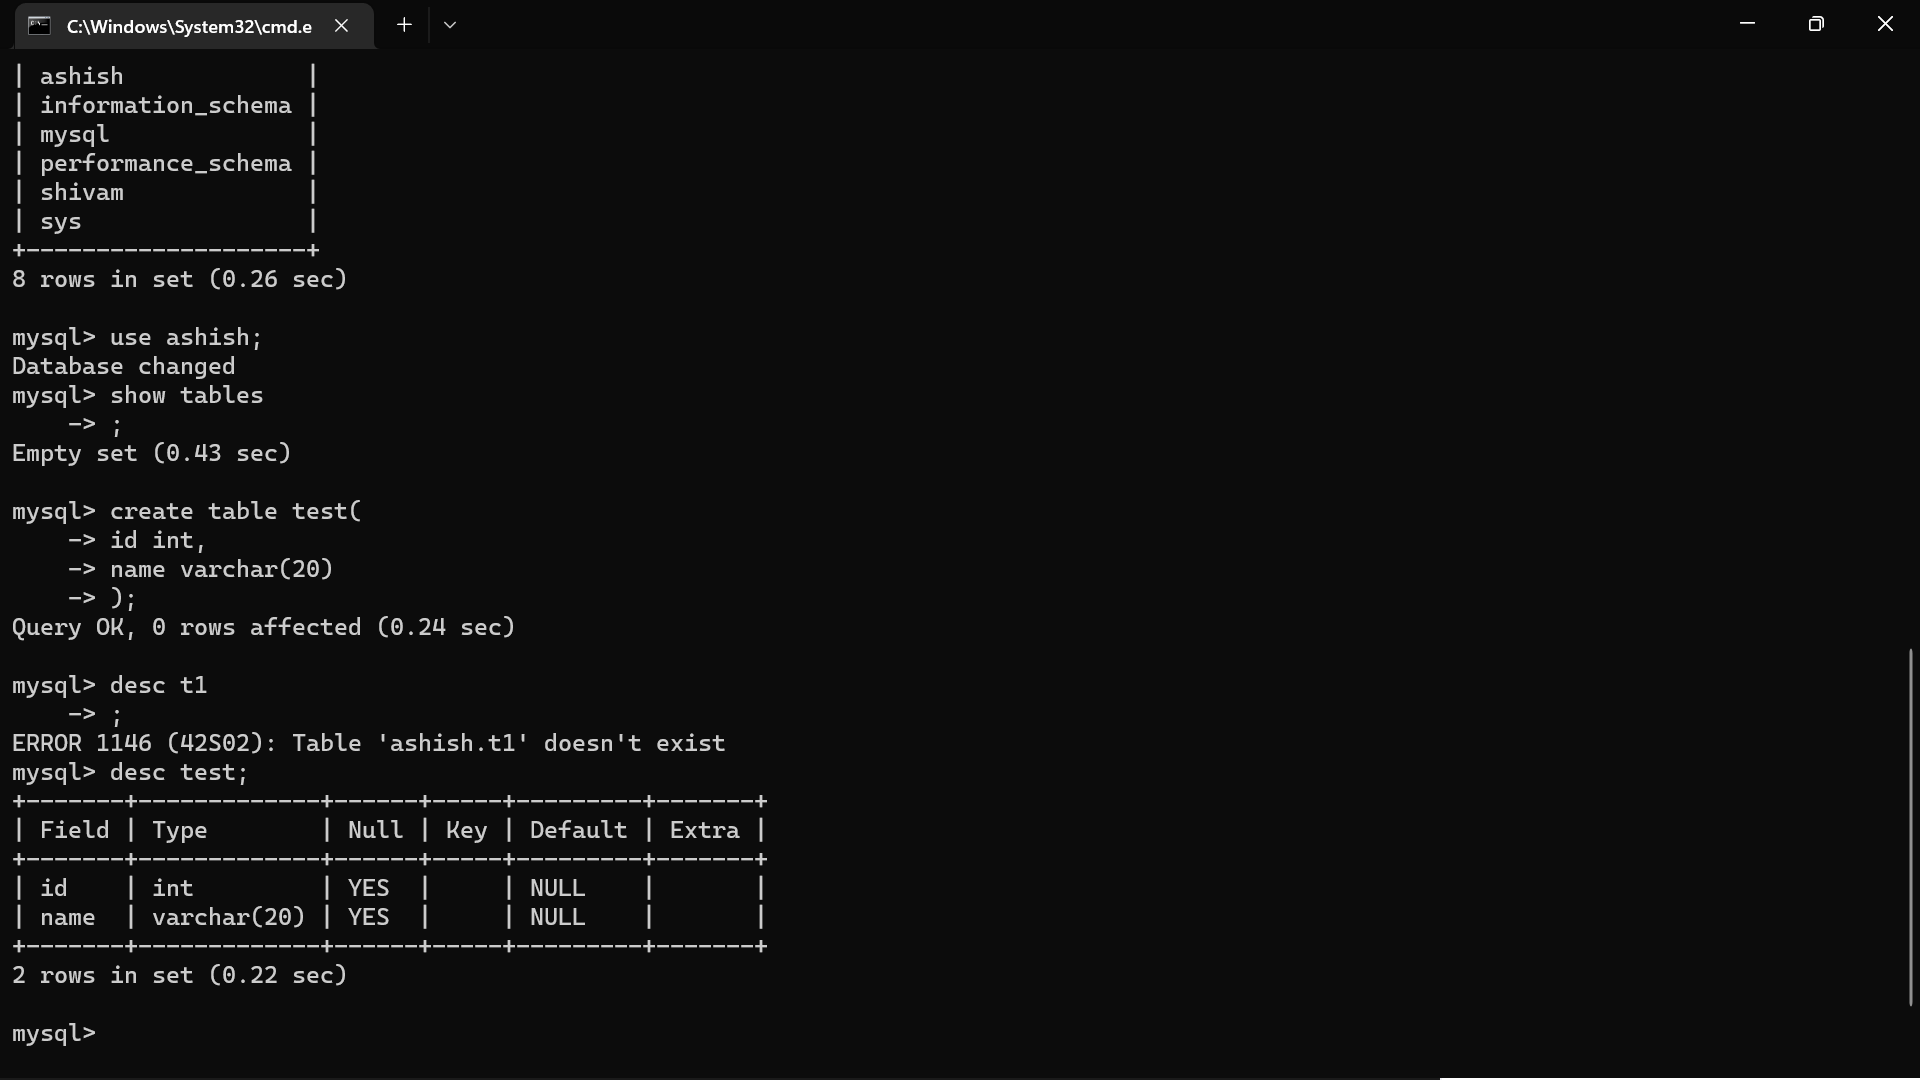 C:\Windows\System32\cmd.e
| ashish             |
| information_schema |
| mysql              |
| performance_schema |
| shivam             |
| sys                |
+--------------------+
8 rows in set (0.26 sec)

mysql> use ashish;
Database changed
mysql> show tables
    -> ;
Empty set (0.43 sec)

mysql> create table test(
    -> id int,
    -> name varchar(20)
    -> );
Query OK, 0 rows affected (0.24 sec)

mysql> desc t1
    -> ;
ERROR 1146 (42S02): Table 'ashish.t1' doesn't exist
mysql> desc test;
+-------+-------------+------+-----+---------+-------+
| Field | Type        | Null | Key | Default | Extra |
+-------+-------------+------+-----+---------+-------+
| id    | int         | YES  |     | NULL    |       |
| name  | varchar(20) | YES  |     | NULL    |       |
+-------+-------------+------+-----+---------+-------+
2 rows in set (0.22 sec)

mysql>